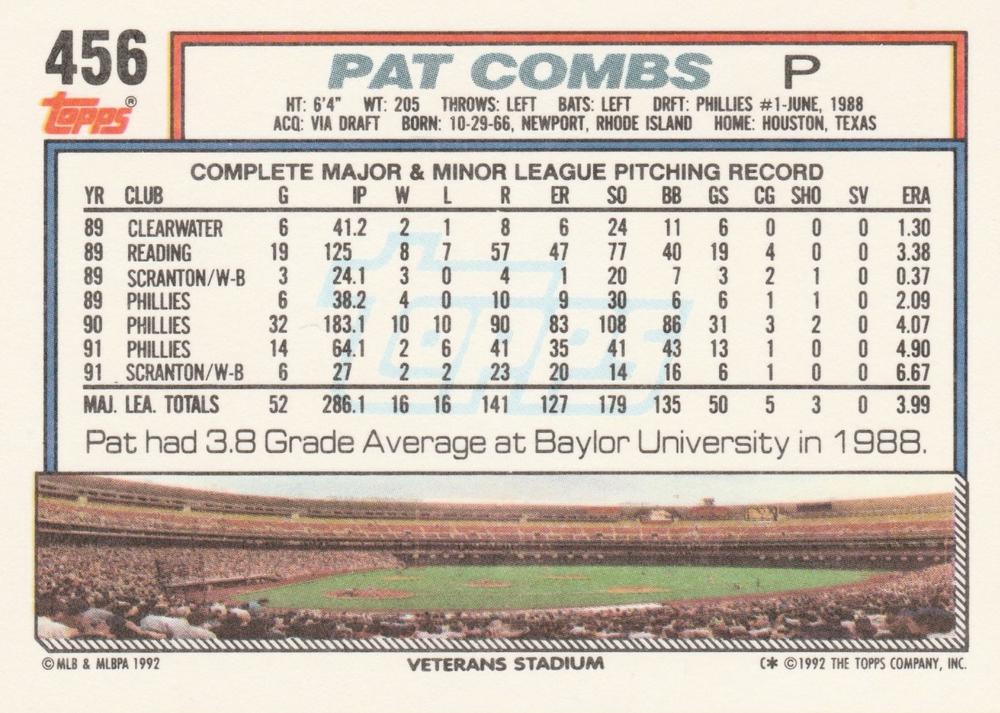 456
topps®
PAT COMBS P
HT: 6'4" WT: 205 THROWS: LEFT BATS: LEFT DRFT: PHILLIES #1-JUNE, 1988
ACQ: VIA DRAFT BORN: 10-29-66, NEWPORT, RHODE ISLAND HOME: HOUSTON, TEXAS
COMPLETE MAJOR & MINOR LEAGUE PITCHING RECORD
YR CLUB G IP W L R ER SO BB GS CG SHO SV ERA
89 CLEARWATER 6 41.2 2 1 8 6 24 11 6 0 0 0 1.30
89 READING 19 125 8 7 57 47 77 40 19 4 0 0 3.38
89 SCRANTON/W-B 3 24.1 3 0 4 1 20 7 3 2 1 0 0.37
89 PHILLIES 6 38.2 4 0 10 9 30 6 6 1 1 0 2.09
90 PHILLIES 32 183.1 10 10 90 83 108 86 31 3 2 0 4.07
91 PHILLIES 14 64.1 2 6 41 35 41 43 13 1 0 0 4.90
91 SCRANTON/W-B 6 27 2 2 23 20 14 16 6 1 0 0 6.67
MAJ. LEA. TOTALS 52 286.1 16 16 141 127 179 135 50 5 3 0 3.99
topps
Pat had 3.8 Grade Average at Baylor University in 1988.
© MLB & MLBPA 1992 VETERANS STADIUM C* © 1992 THE TOPPS COMPANY, INC.